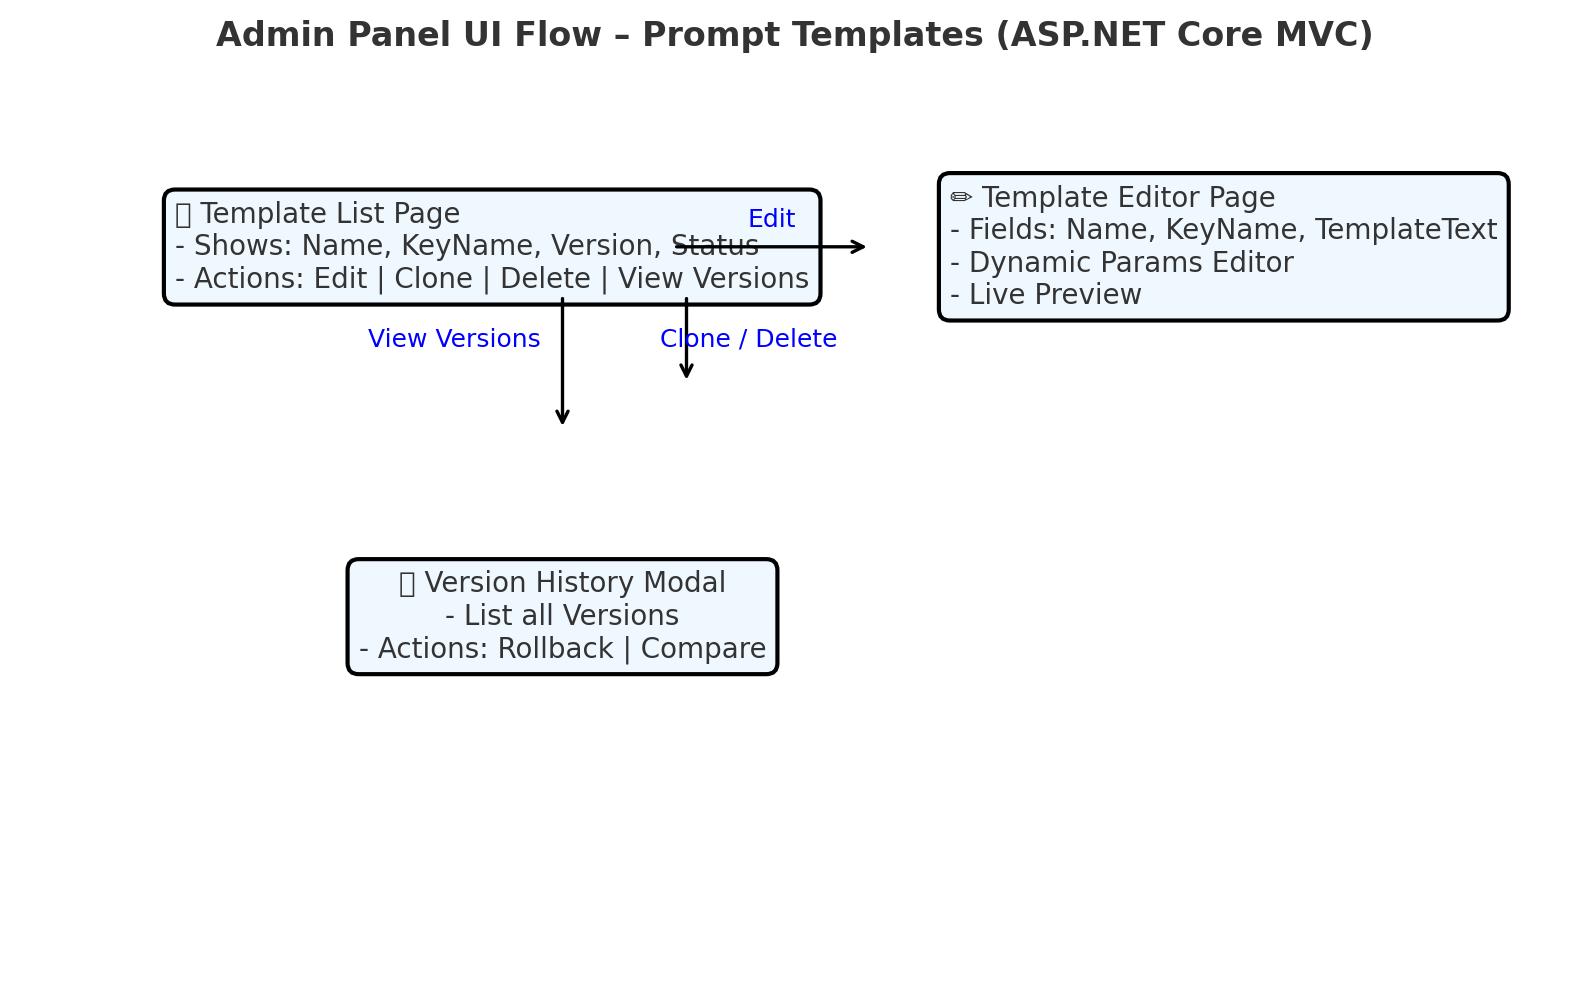 Admin Panel UI Flow – Prompt Templates (ASP.NET Core MVC)
▯ Template List Page
- Shows: Name, KeyName, Version, Status
- Actions: Edit | Clone | Delete | View Versions
Edit
✏ Template Editor Page
- Fields: Name, KeyName, TemplateText
- Dynamic Params Editor
- Live Preview
View Versions
Clone / Delete
▯ Version History Modal
- List all Versions
- Actions: Rollback | Compare